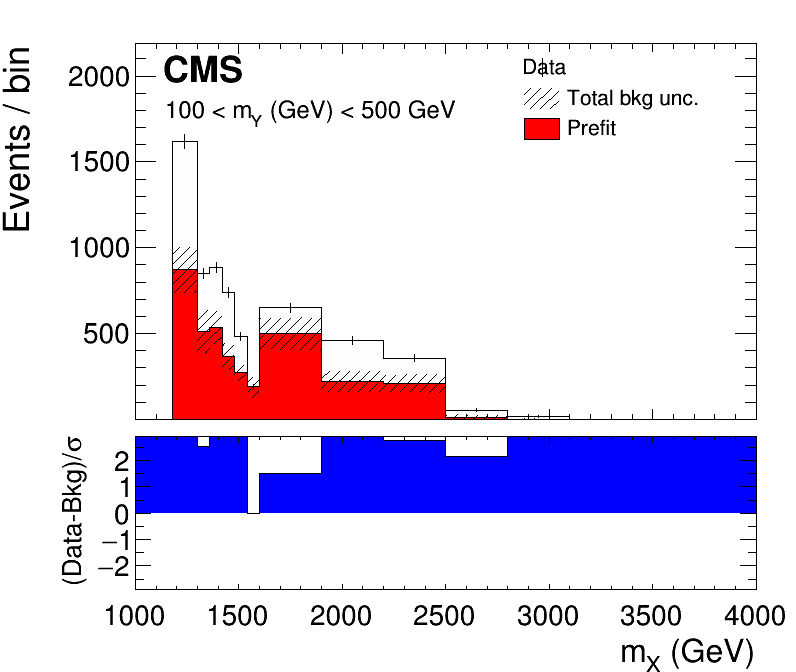 Events / bin
CMS
100 < mY (GeV) < 500 GeV
Data
Total bkg unc.
Prefit
2000
1500
1000
500
(Data-Bkg)/σ
2
1
0
−1
−2
1000 1500 2000 2500 3000 3500 4000
mX (GeV)